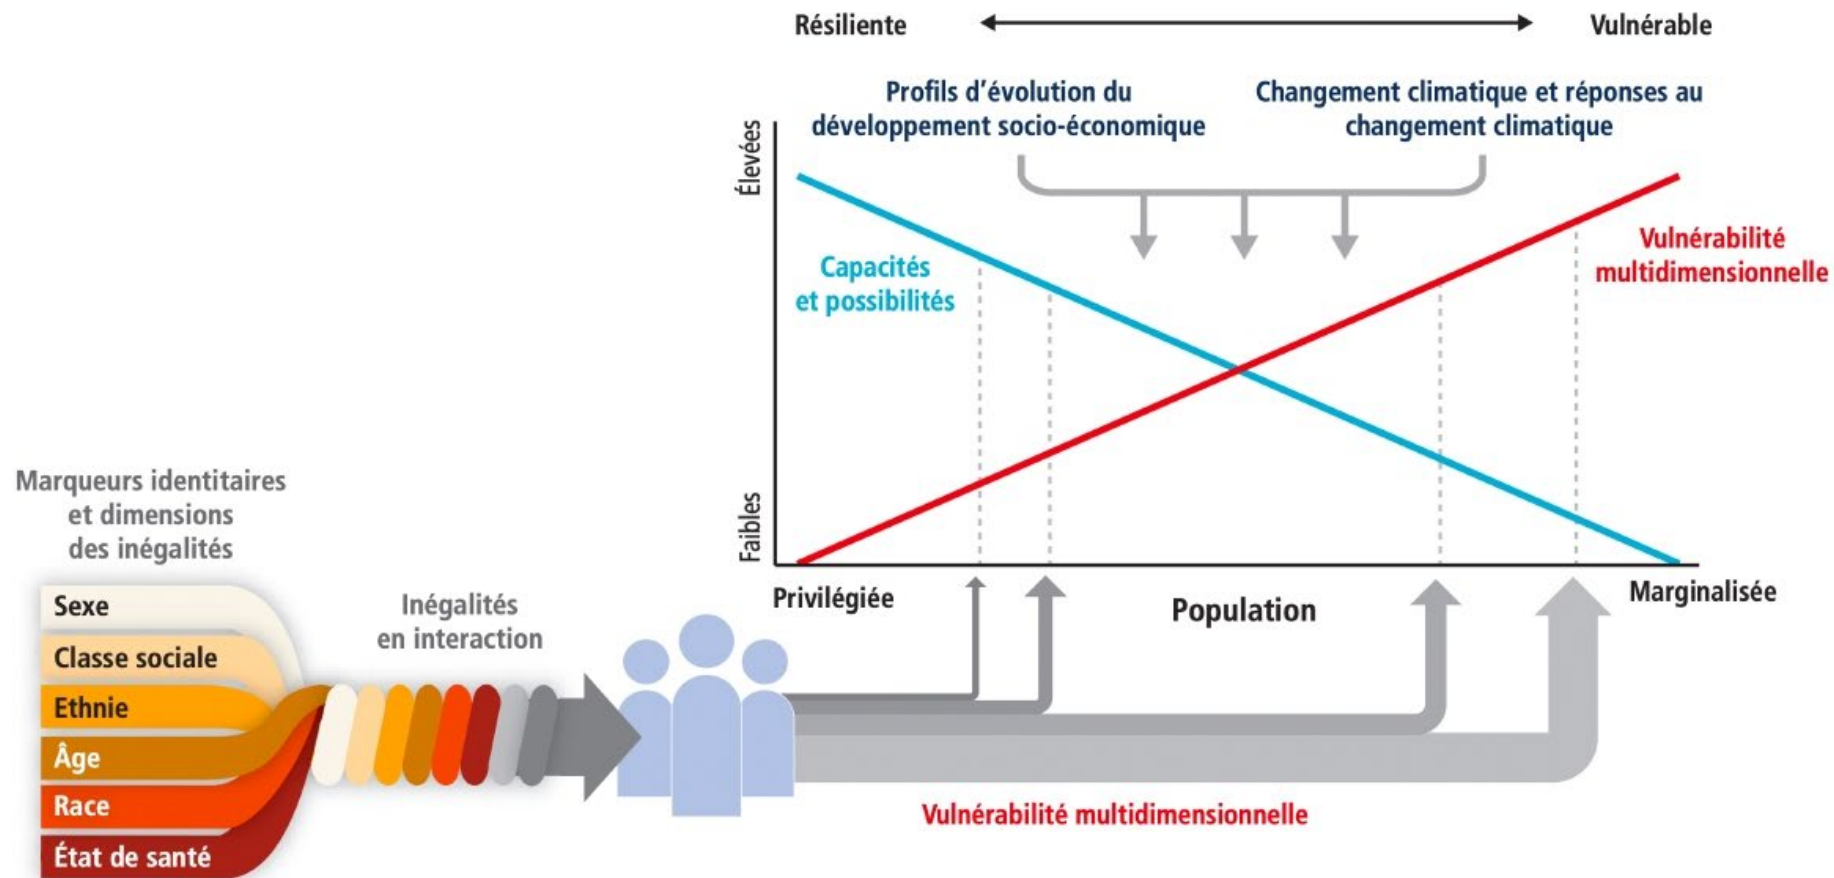 Résiliente
Vulnérable
Profils d'évolution du
développement socio-économique
Changement climatique et réponses au
changement climatique
Élevées
Faibles
Capacités
et possibilités
Vulnérabilité
multidimensionnelle
Privilégiée
Population
Marginalisée
Marqueurs identitaires
et dimensions
des inégalités
Sexe
Classe sociale
Ethnie
Âge
Race
État de santé
Inégalités
en interaction
Vulnérabilité multidimensionnelle